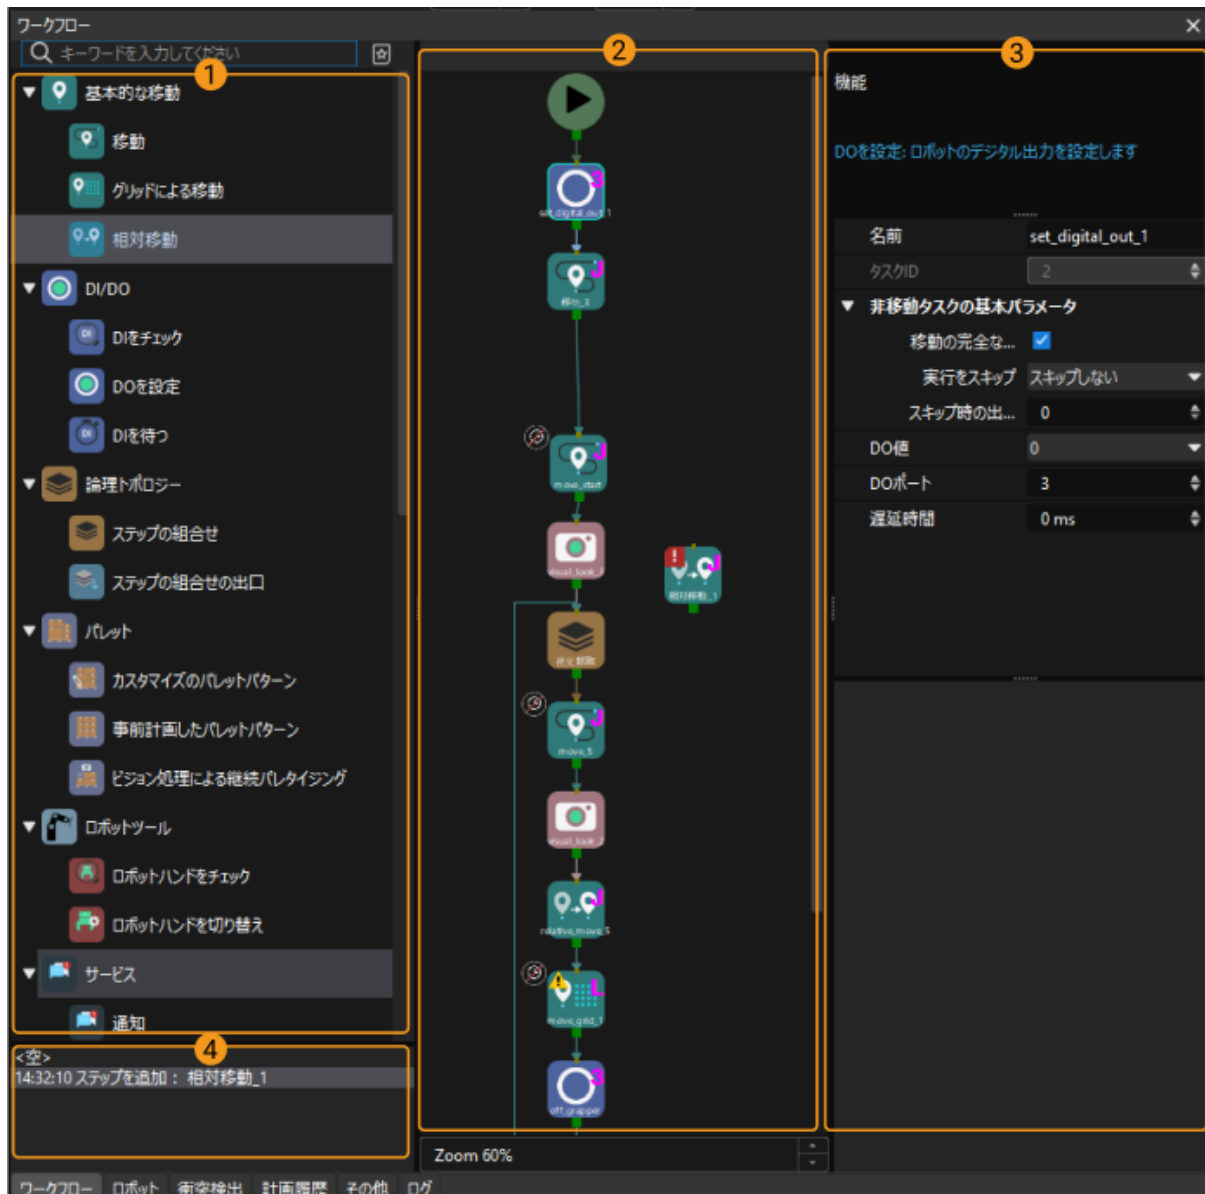 ワークフロー
キーワードを入力してください
1
基本的な移動
移動
グリッドによる移動
相対移動
DI/DO
DIをチェック
DOを設定
DIを待つ
論理トポロジー
ステップの組合せ
ステップの組合せの出口
パレット
カスタマイズのパレットパターン
事前計画したパレットパターン
ビジョン処理による継続パレタイジング
ロボットツール
ロボットハンドをチェック
ロボットハンドを切り替え
サービス
通知
4
<空>
14:32:10 ステップを追加： 相対移動_1
2
3
set_digital_out_1
J
J
move_start
J
相対移動_1
J
move_5
visual_look_2
J
relative_move_5
L
move_grid_1
3
off_grapper
Zoom 60%
3
機能
DOを設定: ロボットのデジタル出力を設定します
名前 set_digital_out_1
タスクID 2
非移動タスクの基本パラメータ
移動の完全な...
実行をスキップ スキップしない
スキップ時の出... 0
DO値 0
DOポート 3
遅延時間 0 ms
ワークフロー ロボット 衝突検出 計画履歴 その他 ログ